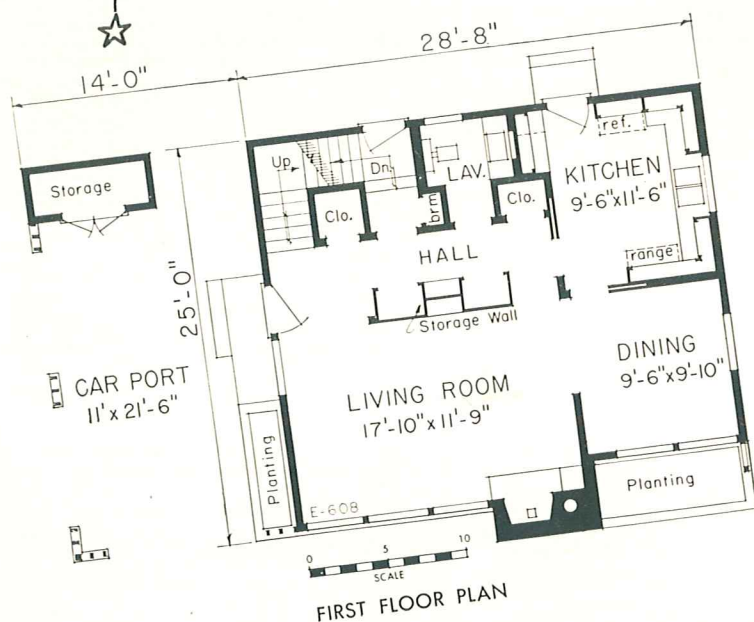 28'-8"
14'-0"
Storage
Up
Dn.
LAV.
ref.
KITCHEN
9'-6"x11'-6"
Clo.
brm
Clo.
HALL
range
25'-0"
Storage Wall
CAR PORT
11' x 21'-6"
LIVING ROOM
17'-10" x 11'-9"
DINING
9'-6"x9'-10"
Planting
Planting
E-608
0 5 10
SCALE
FIRST FLOOR PLAN